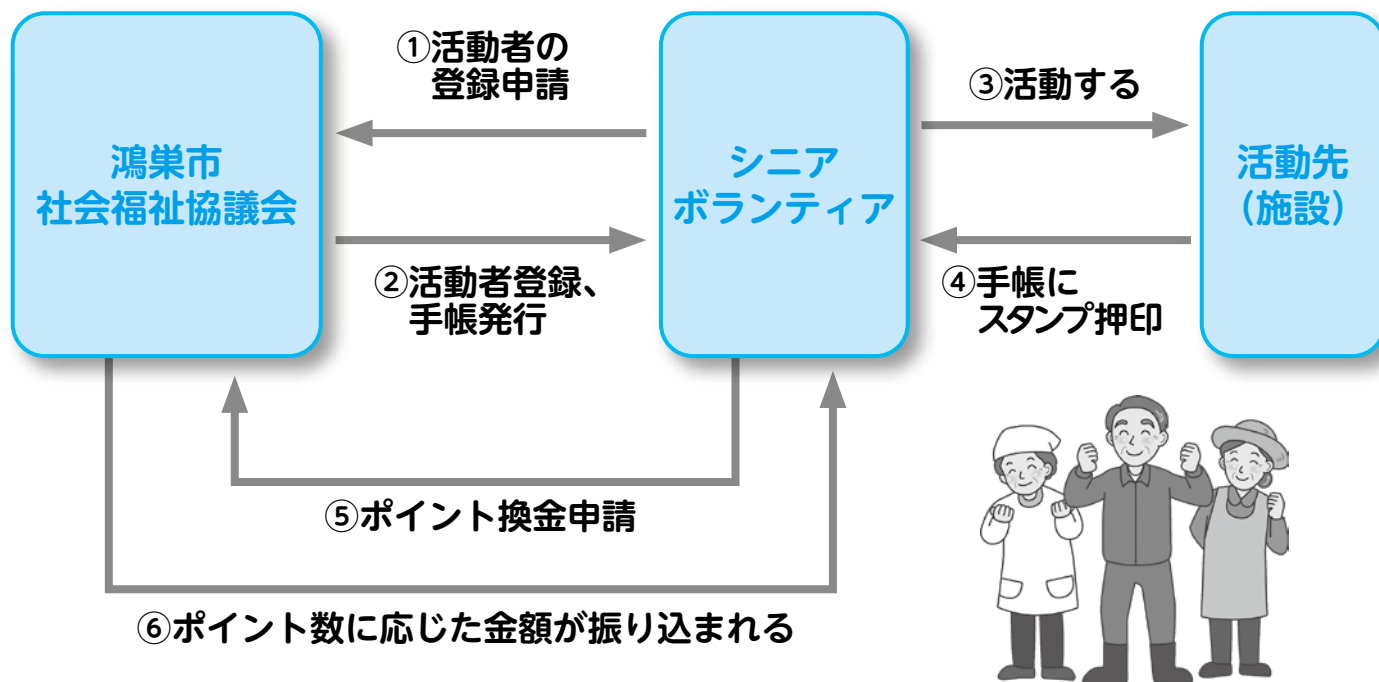 ①活動者の
登録申請
③活動する
鴻巣市
社会福祉協議会
シニア
ボランティア
活動先
（施設）
②活動者登録、
手帳発行
④手帳に
スタンプ押印
⑤ポイント換金申請
⑥ポイント数に応じた金額が振り込まれる